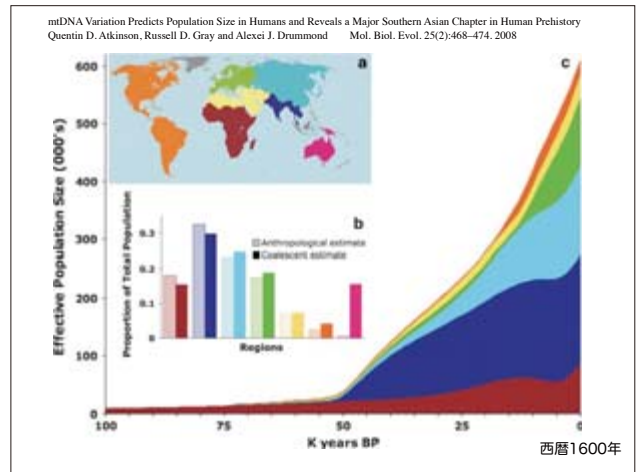 mtDNA Variation Predicts Population Size in Humans and Reveals a Major Southern Asian Chapter in Human Prehistory
Quentin D. Atkinson, Russell D. Gray and Alexei J. Drummond Mol. Biol. Evol. 25(2):468–474. 2008
a
c
b
Effective Population Size (000's)
600
500
400
300
200
100
0
Proportion of Total Population
0.3
0.2
0.1
0
Anthropological estimate
Coalescent estimate
Regions
100
75
50
25
0
K years BP
西暦1600年